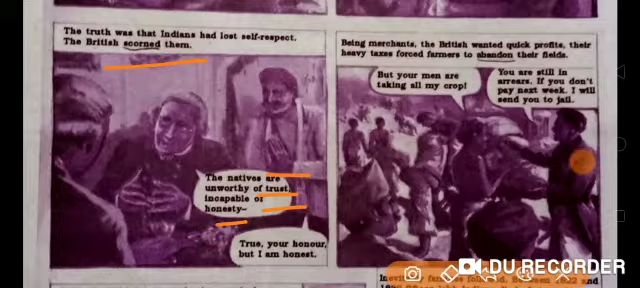 The truth was that Indians had lost self-respect.
The British scorned them.
The natives are
unworthy of trust,
incapable of
honesty—
True, your honour,
but I am honest.
Being merchants, the British wanted quick profits, their
heavy taxes forced farmers to abandon their fields.
But your men are
taking all my crop!
You are still in
arrears. If you don't
pay next week. I will
send you to jail.
DU RECORDER